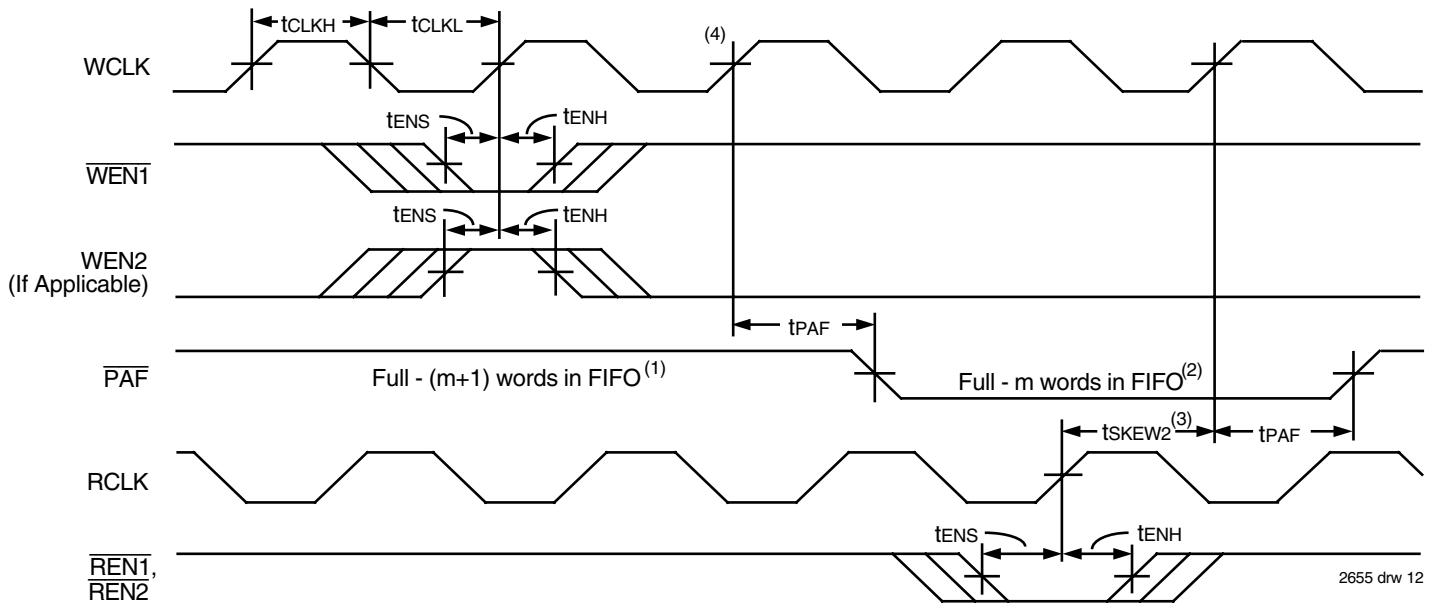 tCLKH tCLKL
(4)
WCLK
tENS tENH
WEN1
tENS tENH
WEN2
(If Applicable)
tPAF
PAF
Full - (m+1) words in FIFO(1)
Full - m words in FIFO(2)
tSKEW2(3) tPAF
RCLK
tENS tENH
REN1,
REN2
2655 drw 12